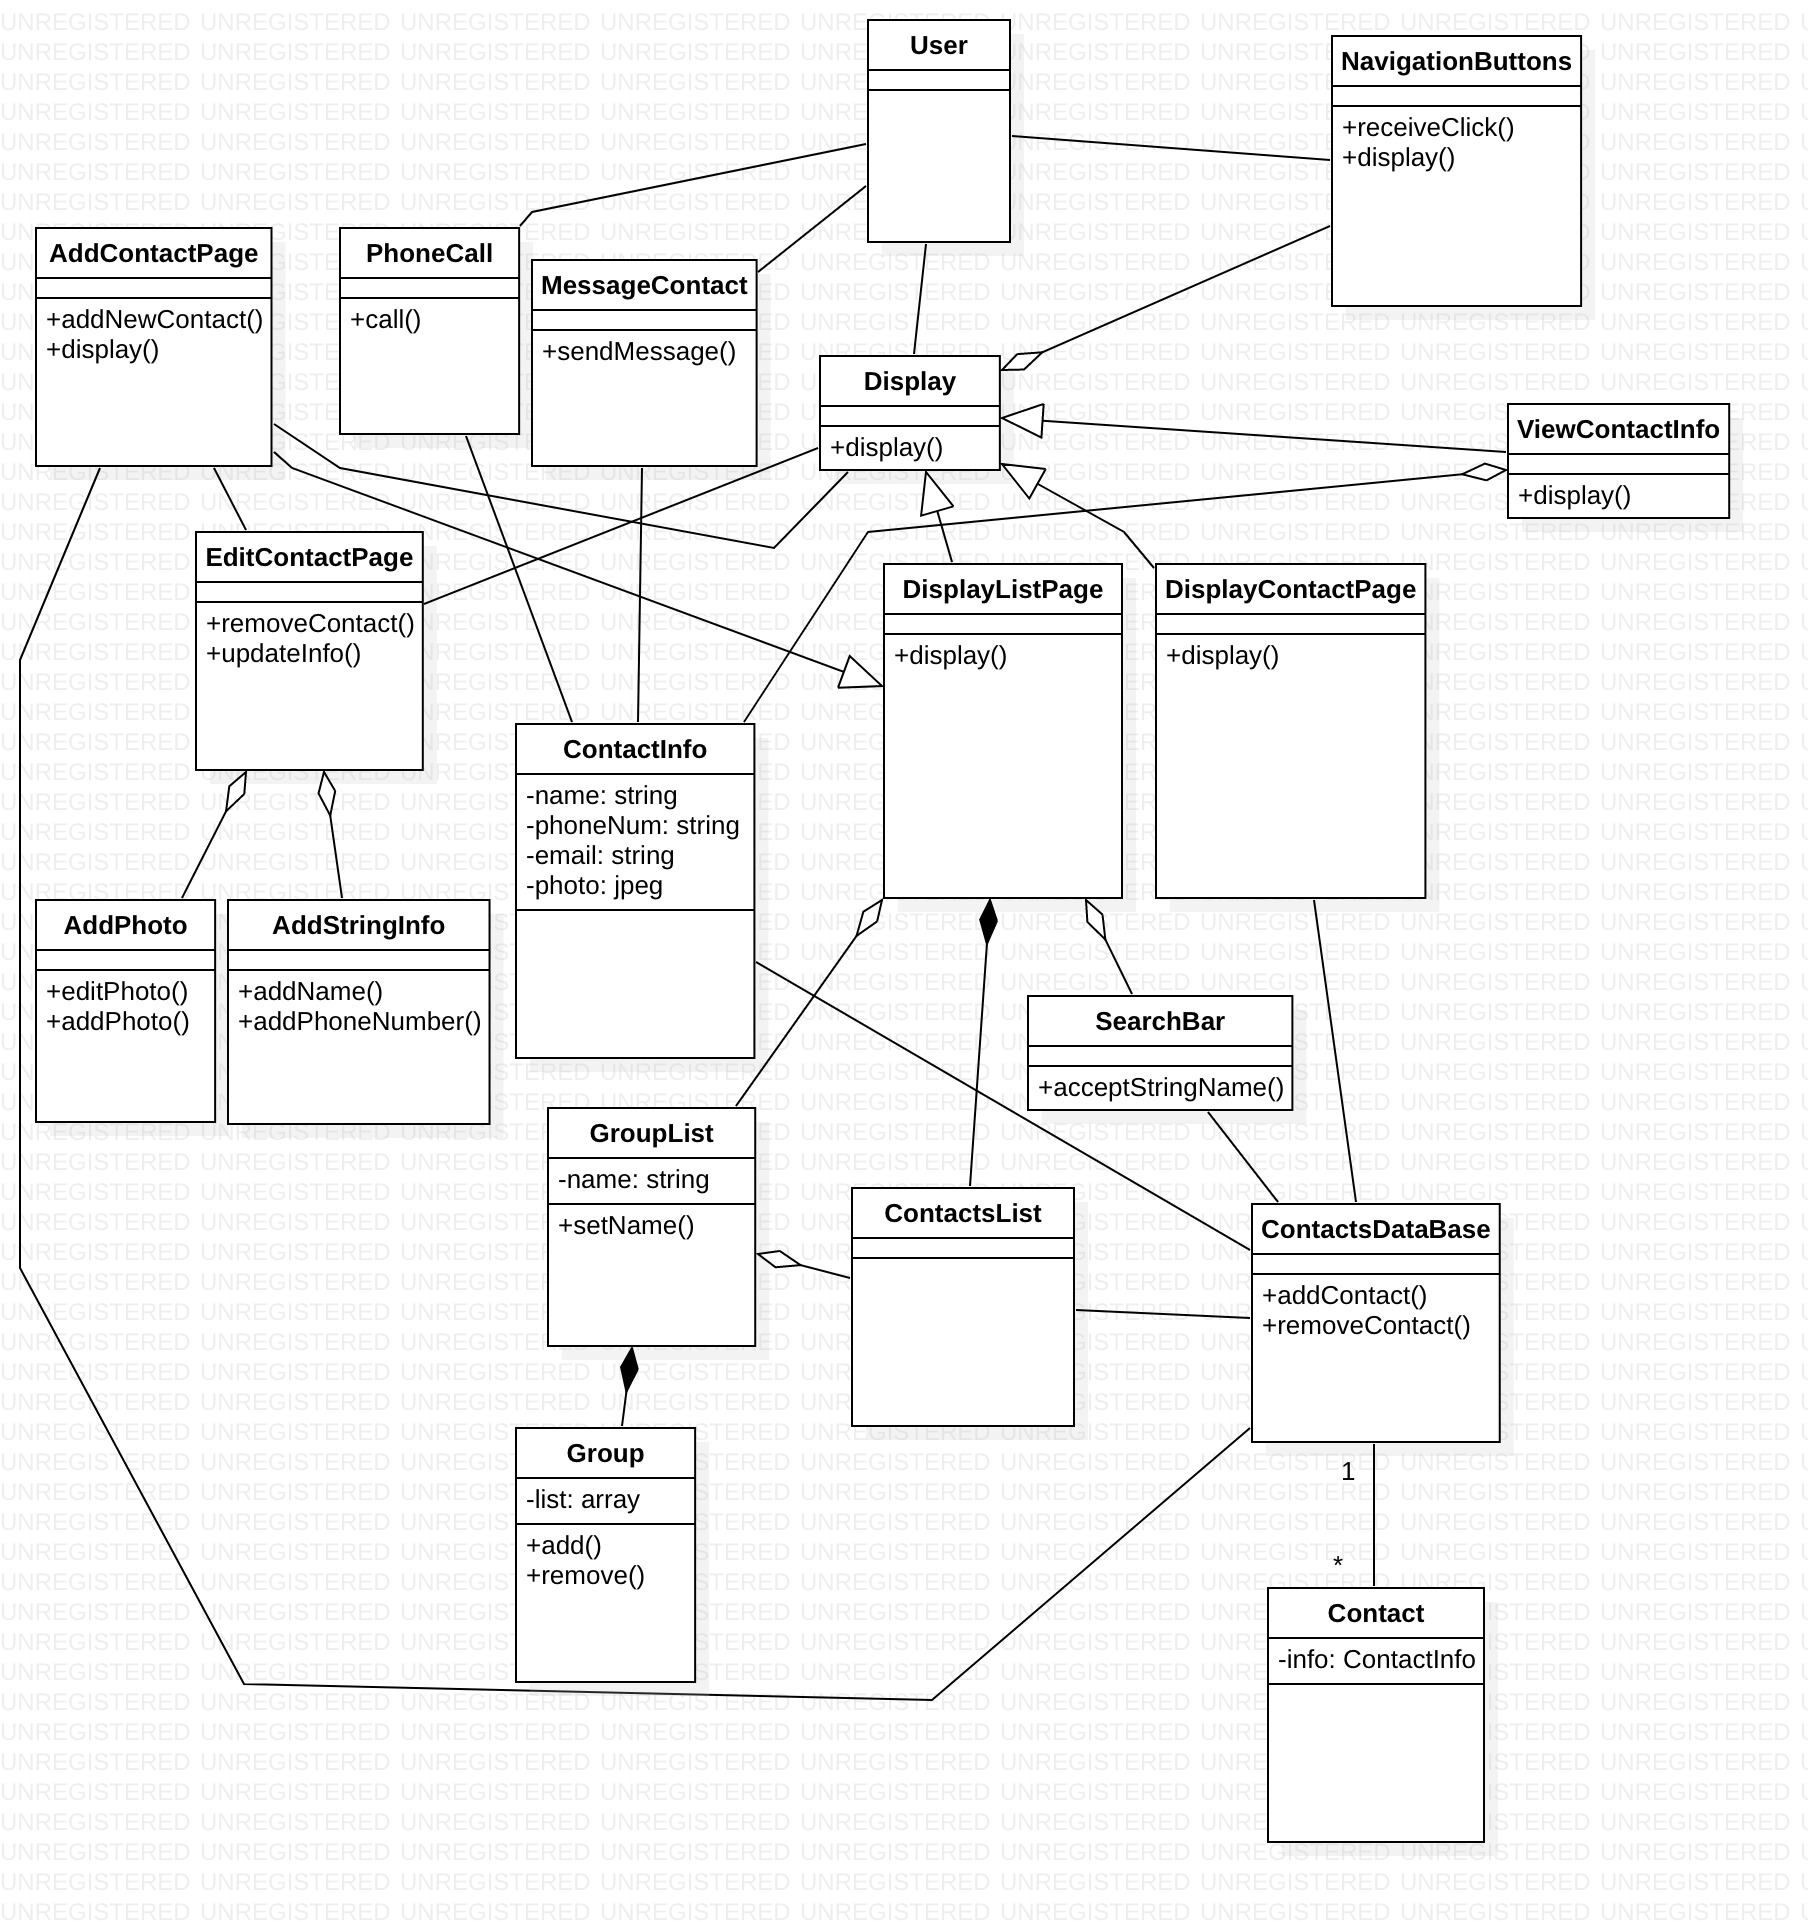 User
NavigationButtons
+receiveClick()
+display()
AddContactPage
+addNewContact()
+display()
PhoneCall
+call()
MessageContact
+sendMessage()
Display
+display()
ViewContactInfo
+display()
EditContactPage
+removeContact()
+updateInfo()
DisplayListPage
+display()
DisplayContactPage
+display()
ContactInfo
-name: string
-phoneNum: string
-email: string
-photo: jpeg
AddPhoto
+editPhoto()
+addPhoto()
AddStringInfo
+addName()
+addPhoneNumber()
SearchBar
+acceptStringName()
GroupList
-name: string
+setName()
ContactsList
ContactsDataBase
+addContact()
+removeContact()
Group
-list: array
+add()
+remove()
1
*
Contact
-info: ContactInfo
UNREGISTERED